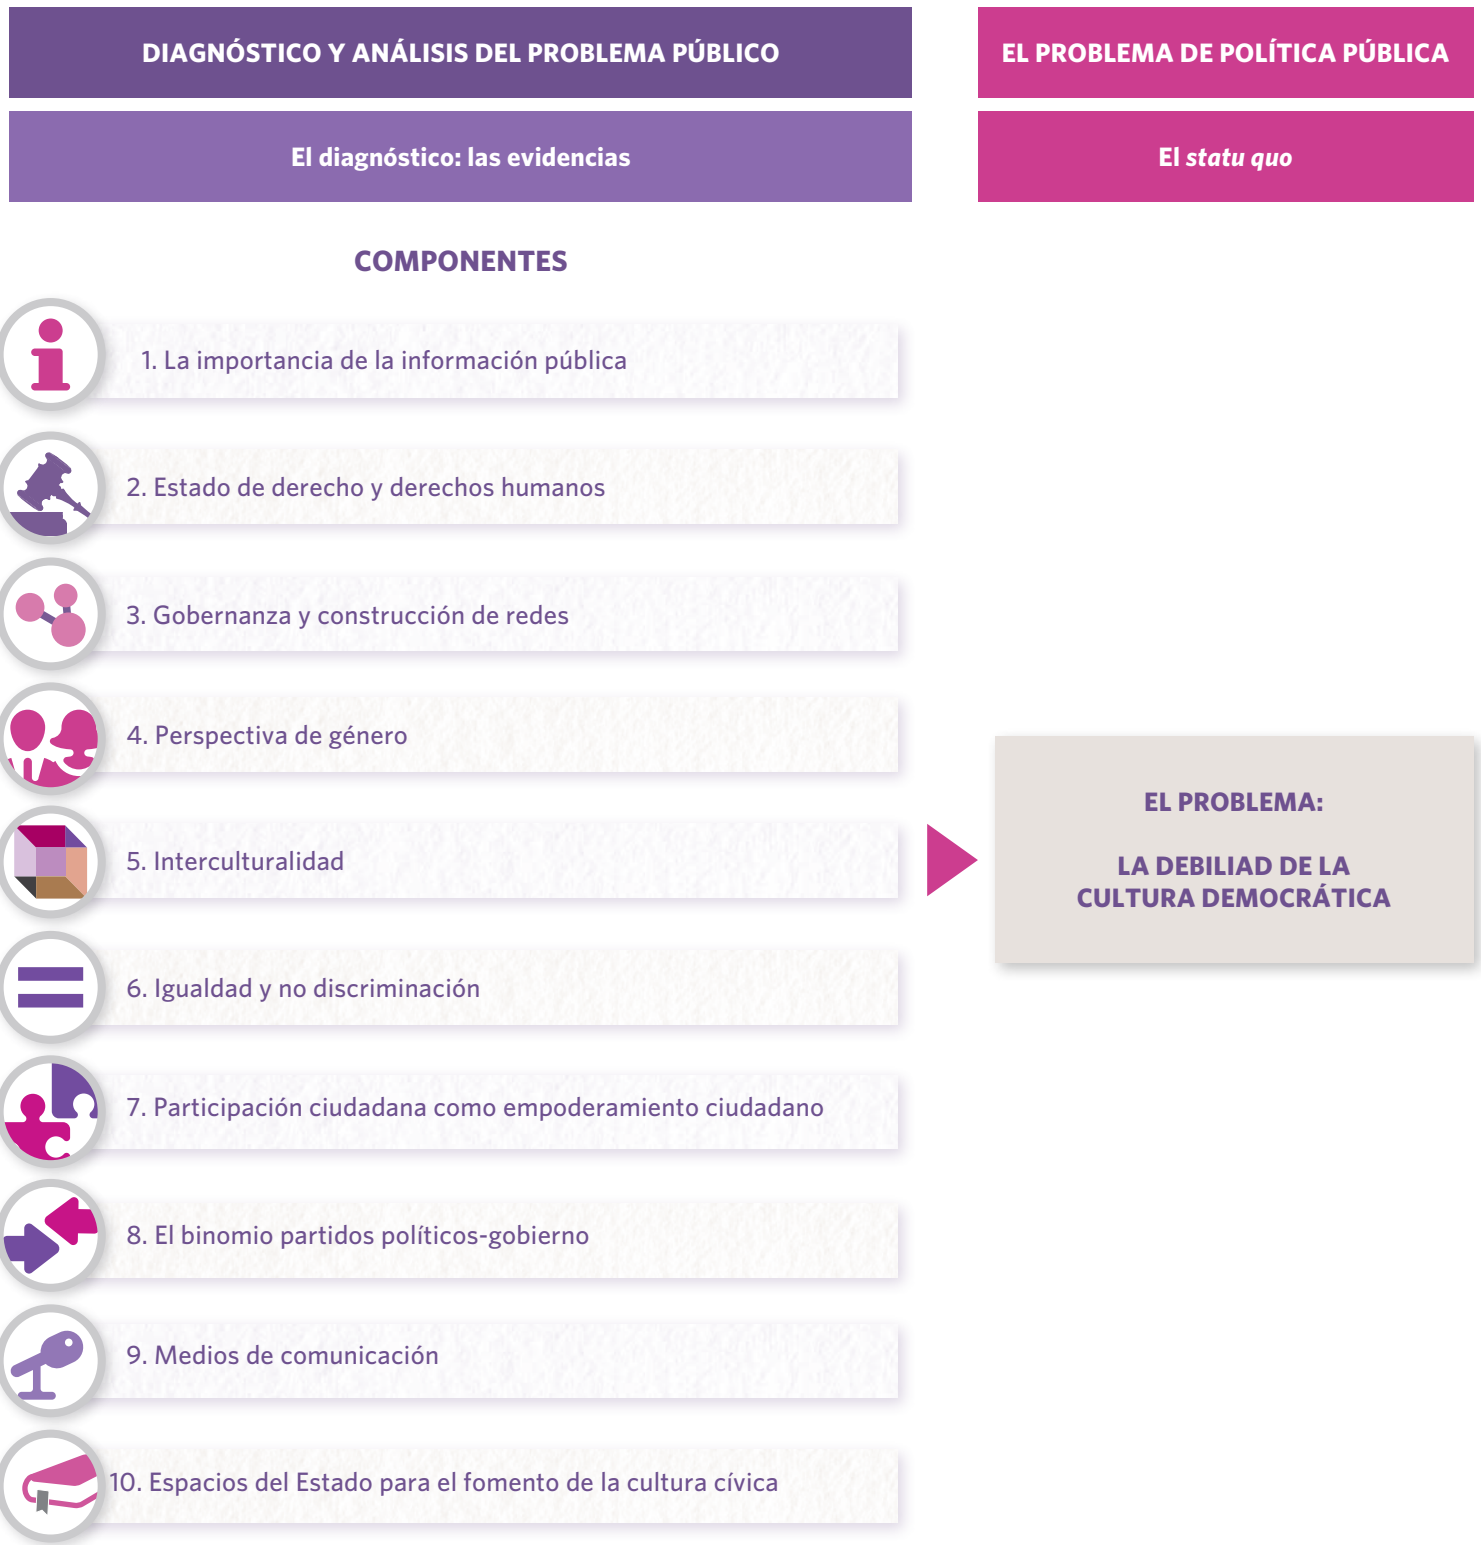 DIAGNÓSTICO Y ANÁLISIS DEL PROBLEMA PÚBLICO
El diagnóstico: las evidencias
COMPONENTES
1. La importancia de la información pública
2. Estado de derecho y derechos humanos
3. Gobernanza y construcción de redes
4. Perspectiva de género
5. Interculturalidad
6. Igualdad y no discriminación
7. Participación ciudadana como empoderamiento ciudadano
8. El binomio partidos políticos-gobierno
9. Medios de comunicación
10. Espacios del Estado para el fomento de la cultura cívica
EL PROBLEMA DE POLÍTICA PÚBLICA
El statu quo
EL PROBLEMA:
LA DEBILIAD DE LA
CULTURA DEMOCRÁTICA